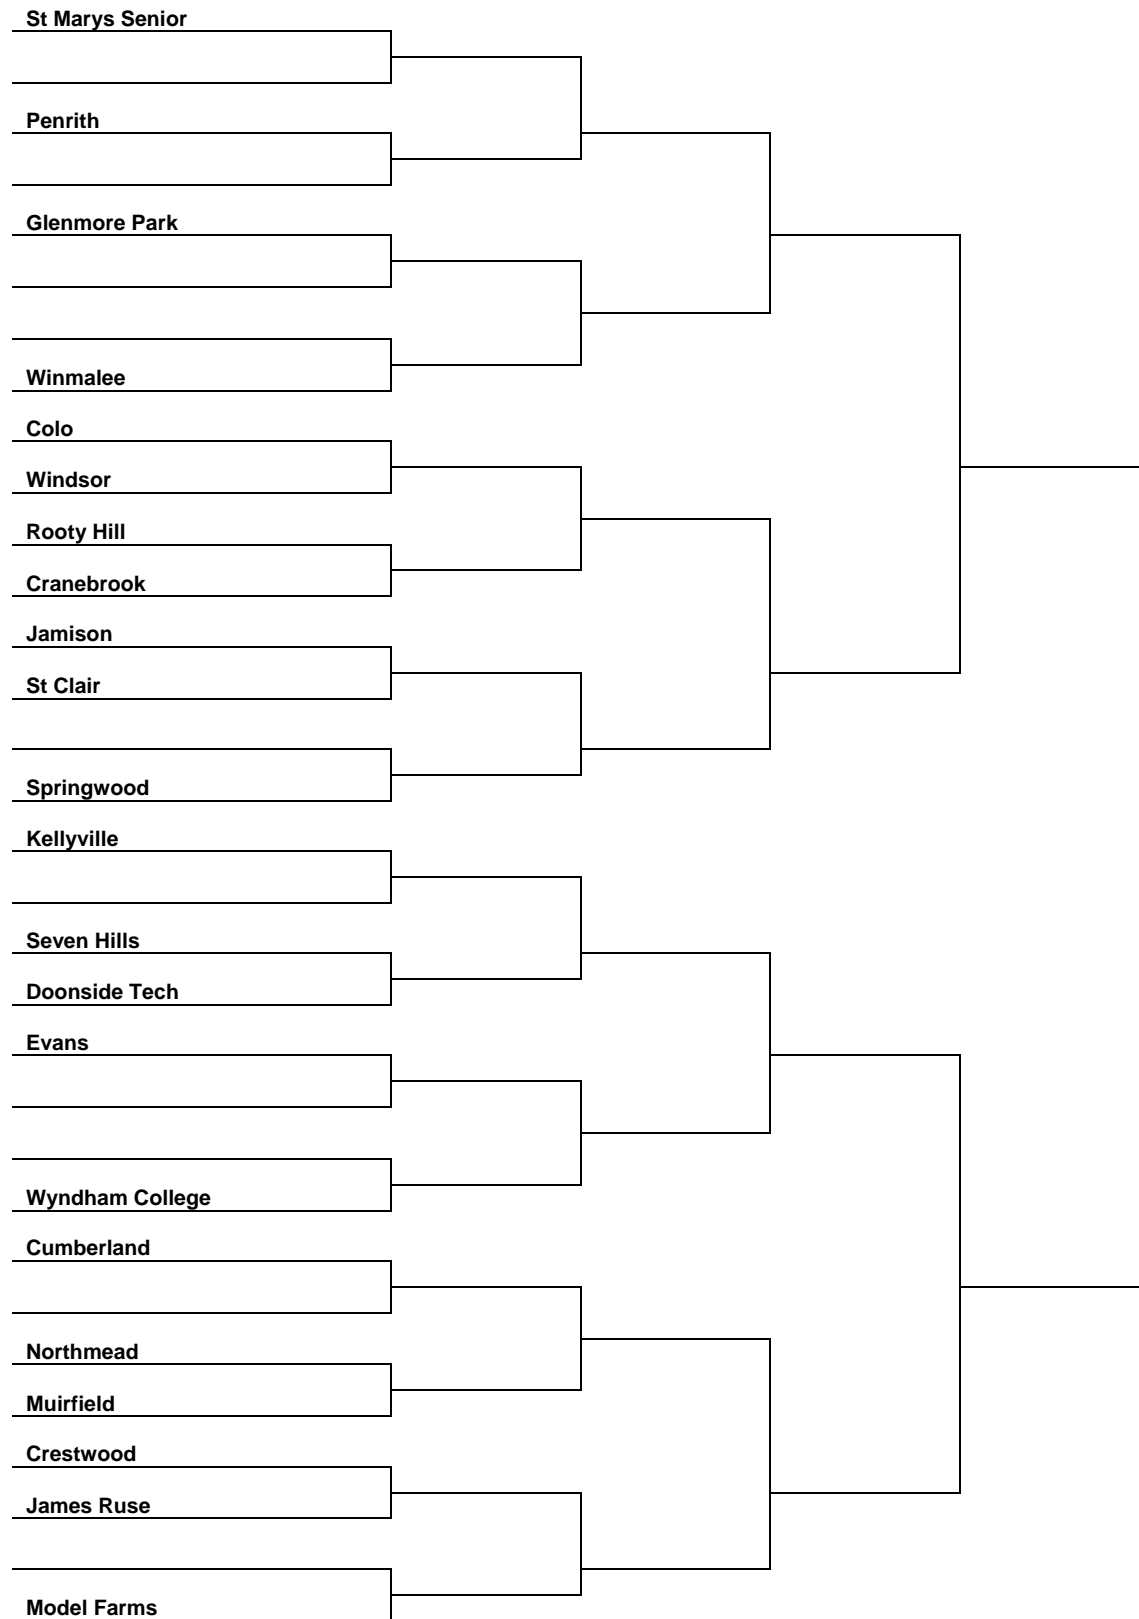 St Marys Senior
Penrith
Glenmore Park
Winmalee
Colo
Windsor
Rooty Hill
Cranebrook
Jamison
St Clair
Springwood
Kellyville
Seven Hills
Doonside Tech
Evans
Wyndham College
Cumberland
Northmead
Muirfield
Crestwood
James Ruse
Model Farms